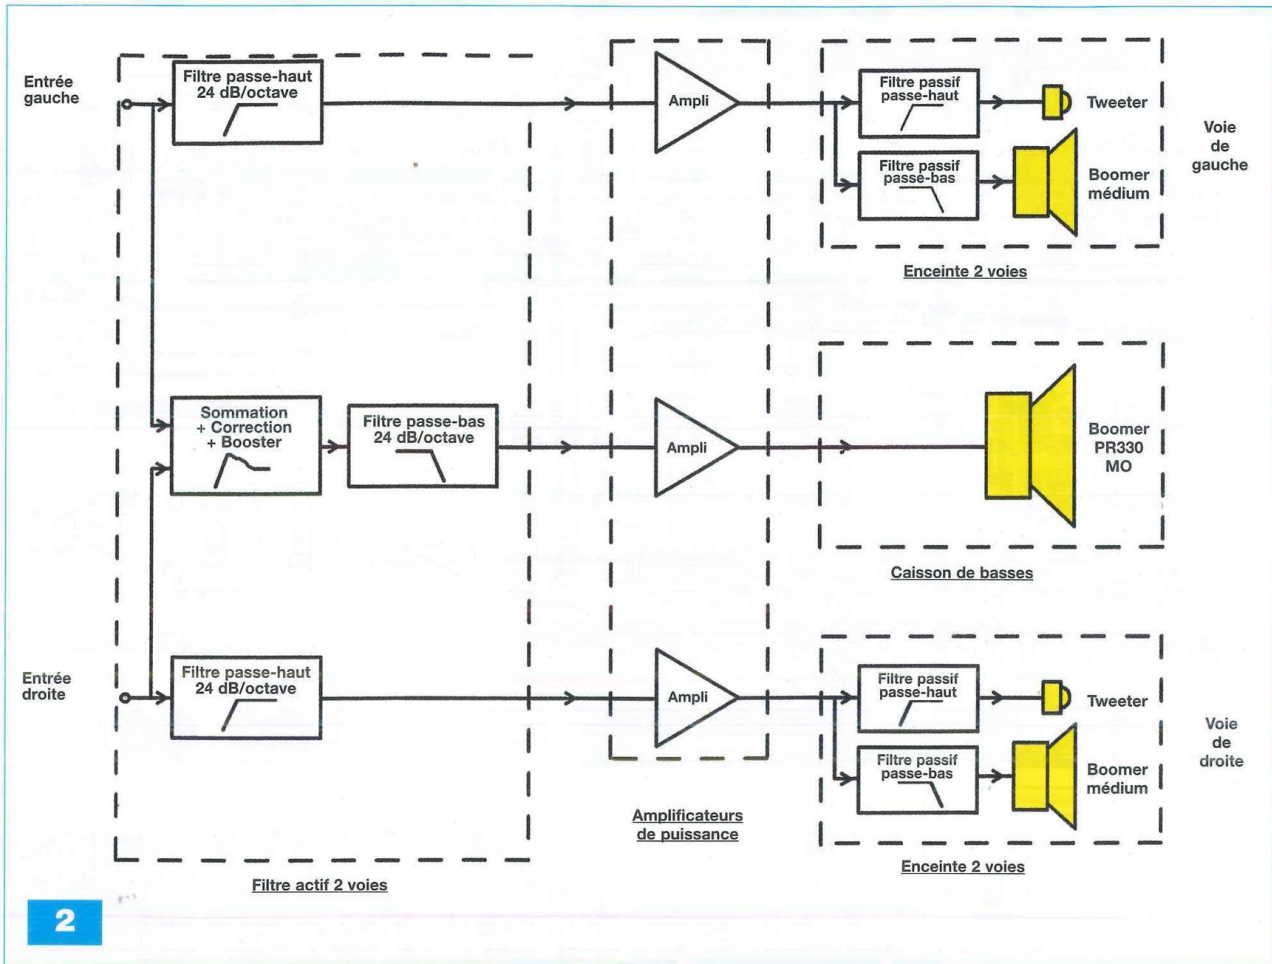 Entrée
gauche
Filtre passe-haut
24 dB/octave
Ampli
Filtre passif
passe-haut
Tweeter
Filtre passif
passe-bas
Boomer
médium
Voie
de
gauche
Enceinte 2 voies
Sommation
+ Correction
+ Booster
Filtre passe-bas
24 dB/octave
Ampli
Boomer
PR330
MO
Caisson de basses
Entrée
droite
Filtre passe-haut
24 dB/octave
Ampli
Filtre passif
passe-haut
Tweeter
Filtre passif
passe-bas
Boomer
médium
Voie
de
droite
Amplificateurs
de puissance
Enceinte 2 voies
Filtre actif 2 voies
2